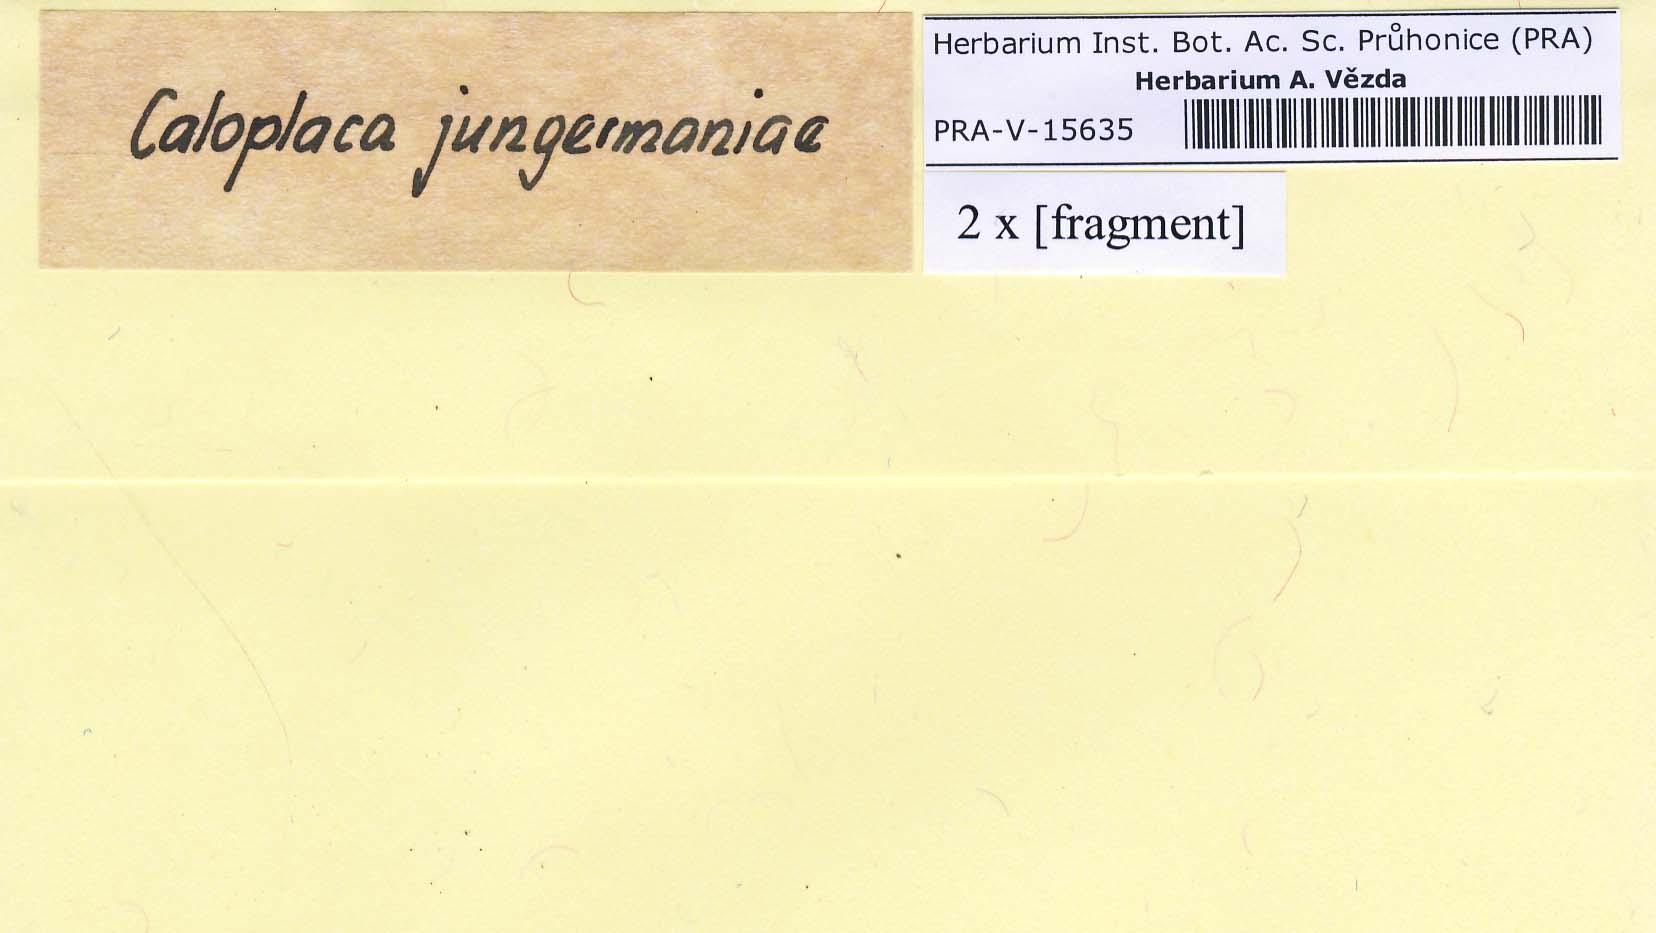 Caloplaca jungermaniae
Herbarium Inst. Bot. Ac. Sc. Průhonice (PRA)
Herbarium A. Vězda
PRA-V-15635
2 x [fragment]